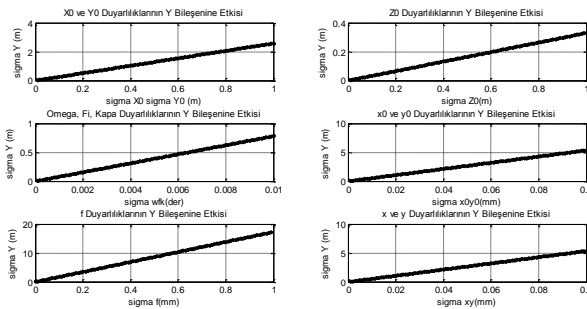 X0 ve Y0 Duyarlılıklarının Y Bileşenine Etkisi
4
2
0
sigma Y (m)
0 0.2 0.4 0.6 0.8 1
sigma X0 sigma Y0 (m)
Z0 Duyarlılıklarının Y Bileşenine Etkisi
0.4
0.2
0
sigma Y (m)
0 0.2 0.4 0.6 0.8 1
sigma Z0(m)
Omega, Fi, Kapa Duyarlılıklarının Y Bileşenine Etkisi
1
0.5
0
sigma Y (m)
0 0.002 0.004 0.006 0.008 0.01
sigma wfk(der)
x0 ve y0 Duyarlılıklarının Y Bileşenine Etkisi
10
5
0
sigma Y (m)
0 0.02 0.04 0.06 0.08
sigma x0y0(mm)
f Duyarlılıklarının Y Bileşenine Etkisi
20
10
0
sigma Y (m)
0 0.2 0.4 0.6 0.8 1
sigma f(mm)
x ve y Duyarlılıklarının Y Bileşenine Etkisi
10
5
0
sigma Y (m)
0 0.02 0.04 0.06 0.08
sigma xy(mm)